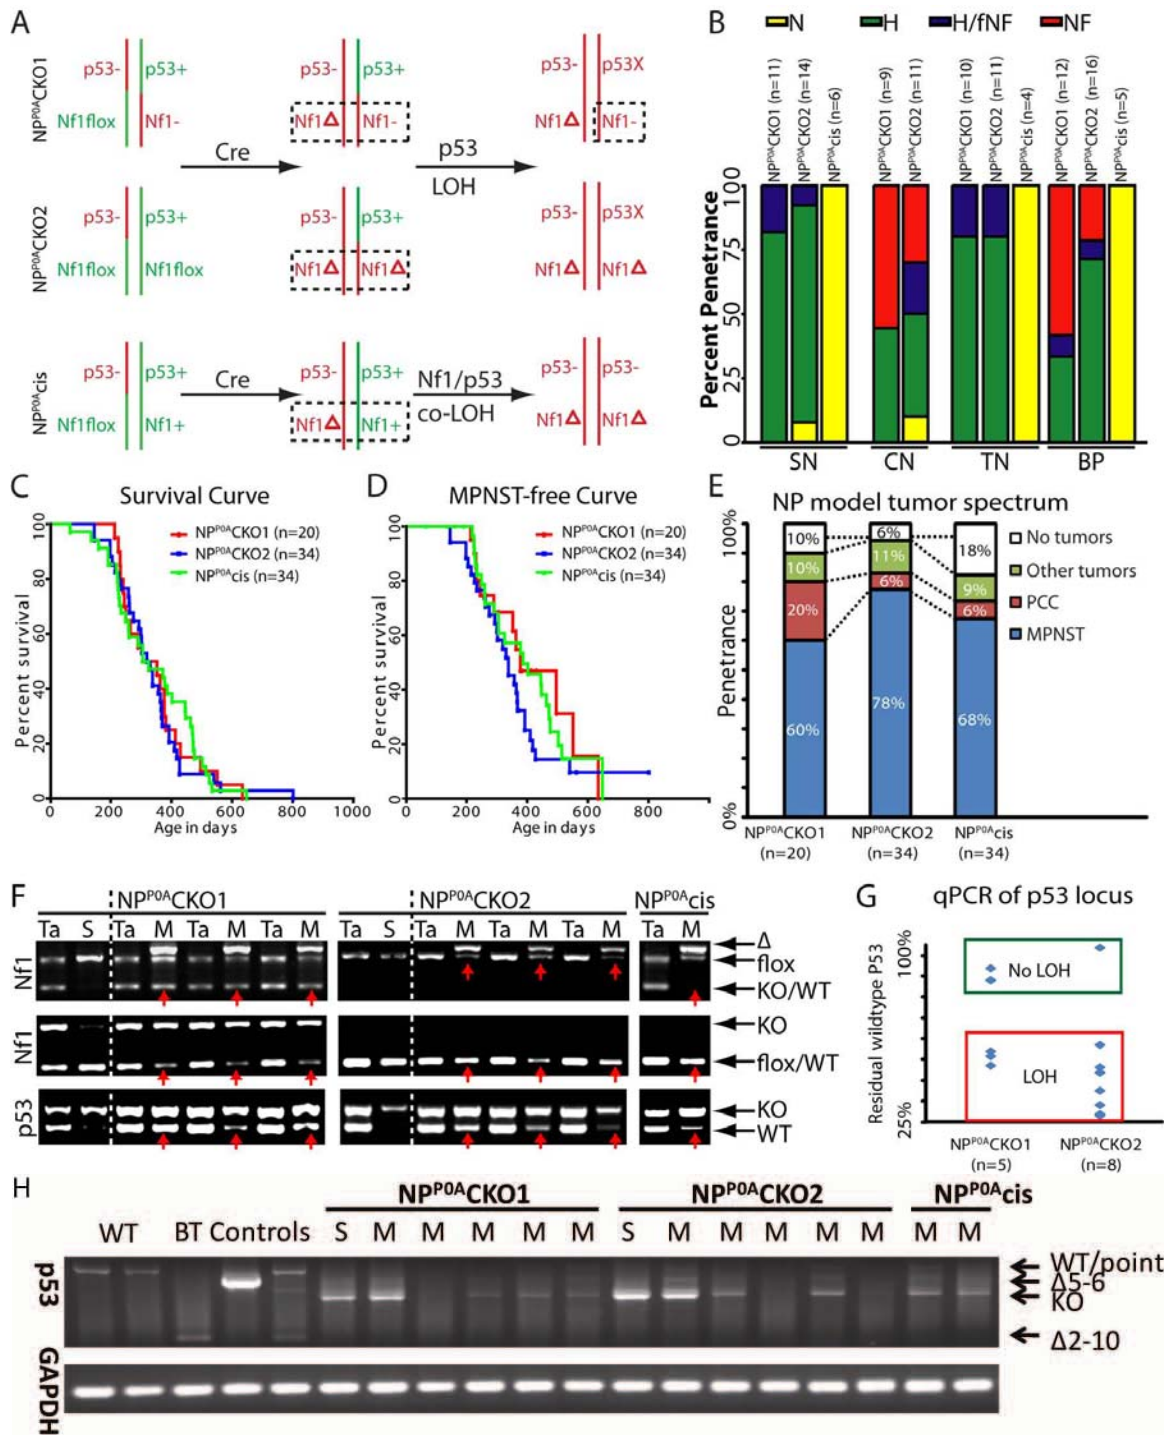 A
NP^P0A CKO1
p53- p53+ p53- p53+ p53- p53X
Nf1flox Nf1- Nf1Δ Nf1- Nf1Δ Nf1-
Cre p53
LOH
NP^P0A CKO2
p53- p53+ p53- p53+ p53- p53X
Nf1flox Nf1flox Nf1Δ Nf1Δ Nf1Δ Nf1Δ
NP^P0A cis
p53- p53+ Cre p53- p53+ Nf1/p53 p53- p53-
Nf1flox Nf1+ Nf1Δ Nf1+ co-LOH Nf1Δ Nf1Δ
B
N H H/fNF NF
NP^P0A CKO1 (n=11)
NP^P0A CKO2 (n=14)
NP^P0A cis (n=6)
NP^P0A CKO1 (n=9)
NP^P0A CKO2 (n=11)
NP^P0A CKO1 (n=10)
NP^P0A CKO2 (n=11)
NP^P0A cis (n=4)
NP^P0A CKO1 (n=12)
NP^P0A CKO2 (n=16)
NP^P0A cis (n=5)
Percent Penetrance
100
75
50
25
0
SN CN TN BP
C
Survival Curve
NP^P0A CKO1 (n=20)
NP^P0A CKO2 (n=34)
NP^P0A cis (n=34)
Percent survival
100
80
60
40
20
0
0 200 400 600 800 1000
Age in days
D
MPNST-free Curve
NP^P0A CKO1 (n=20)
NP^P0A CKO2 (n=34)
NP^P0A cis (n=34)
Percent survival
100
80
60
40
20
0
0 200 400 600 800
Age in days
E
NP model tumor spectrum
Penetrance
100%
0%
10% 6% 18%
10% 11% 9%
20% 6% 6%
60% 78% 68%
No tumors
Other tumors
PCC
MPNST
NP^P0A CKO1 NP^P0A CKO2 NP^P0A cis
(n=20) (n=34) (n=34)
F
NP^P0A CKO1 NP^P0A CKO2 NP^P0A cis
Ta S Ta M Ta M Ta M Ta S Ta M Ta M Ta M Ta M
Nf1
Δ
flox
KO/WT
Nf1
KO
flox/WT
p53
KO
WT
G
qPCR of p53 locus
Residual wildtype P53
100%
25%
No LOH
LOH
NP^P0A CKO1 NP^P0A CKO2
(n=5) (n=8)
H
NP^P0A CKO1 NP^P0A CKO2 NP^P0A cis
WT BT Controls S M M M M M S M M M M M M M
p53
WT/point
Δ5-6
KO
Δ2-10
GAPDH